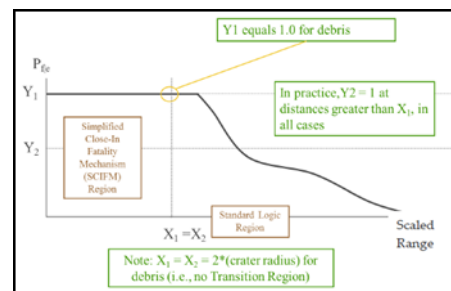 Y1 equals 1.0 for debris
Pfe
Y1
In practice,Y2 = 1 at
distances greater than X1, in
all cases
Simplified
Close-In
Fatality
Mechanism
(SCIFM)
Region
Y2
Standard Logic
Region
Scaled
Range
X1 =X2
Note: X1 = X2 = 2*(crater radius) for
debris (i.e., no Transition Region)